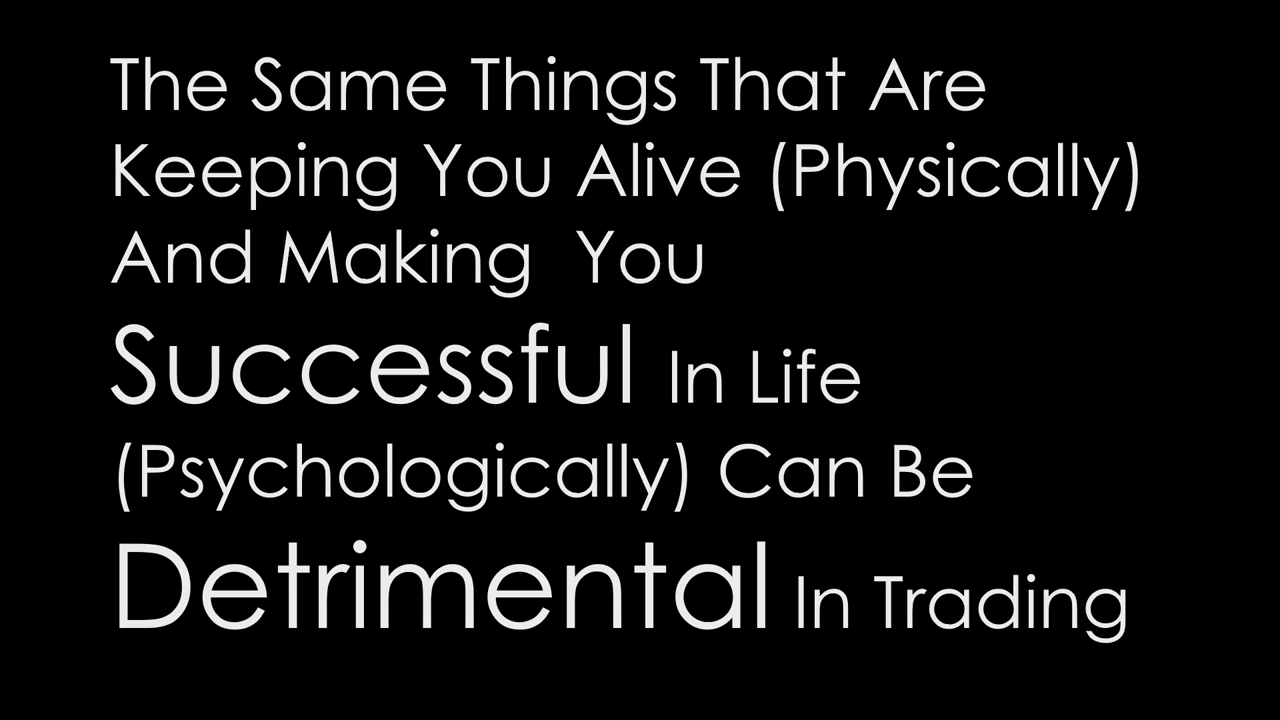 The Same Things That Are
Keeping You Alive (Physically)
And Making  You
Successful In Life
(Psychologically) Can Be
Detrimental In Trading